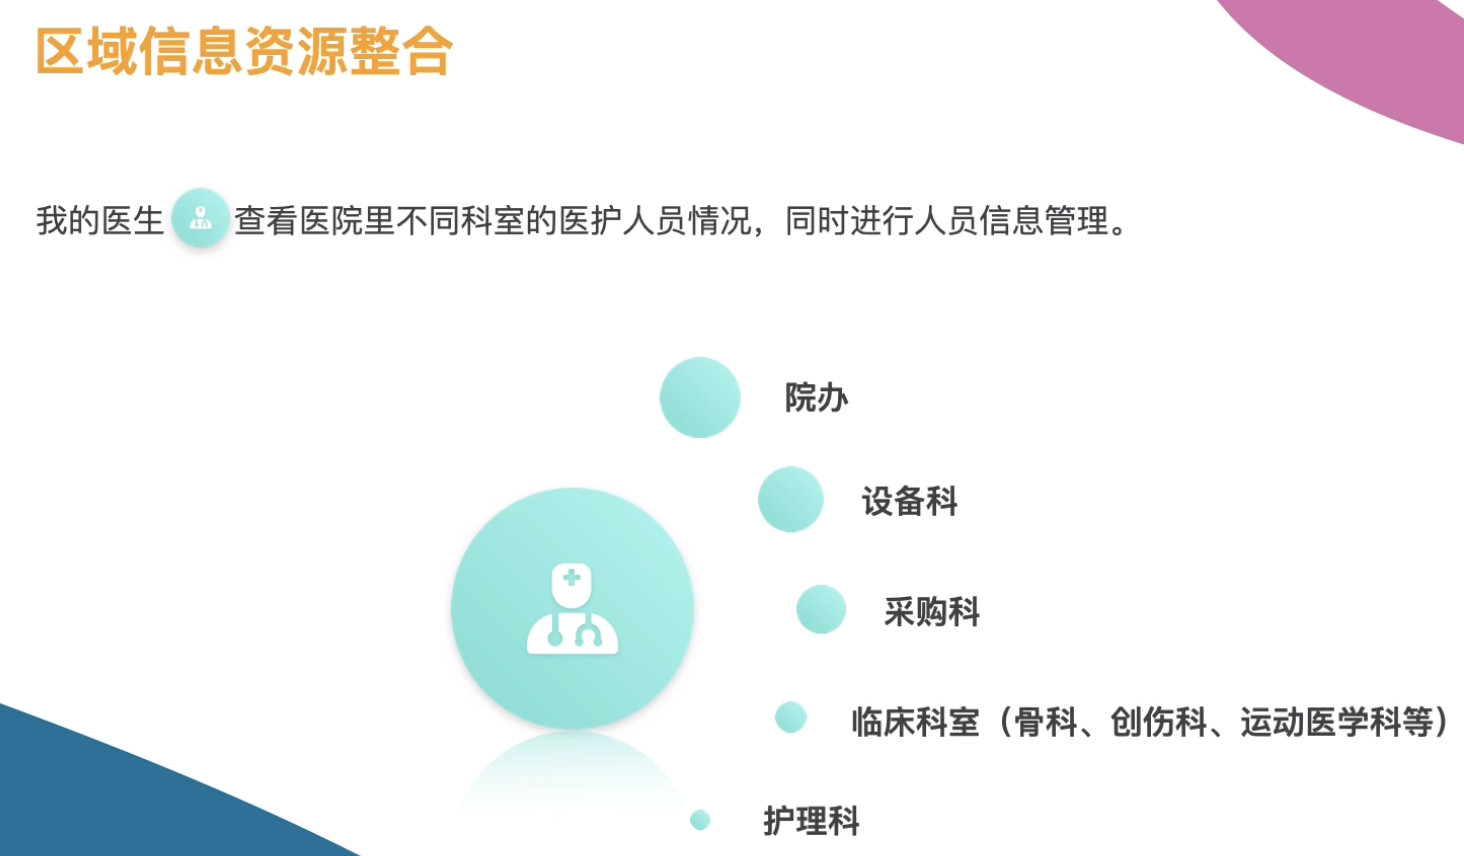 区域信息资源整合
我的医生 查看医院里不同科室的医护人员情况，同时进行人员信息管理。
院办
设备科
采购科
临床科室（骨科、创伤科、运动医学科等）
护理科